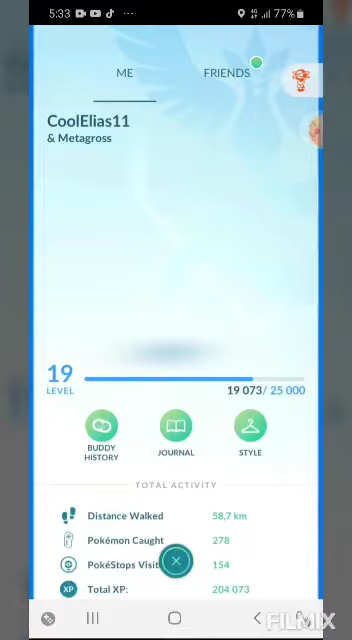 5:33
77%
ME
FRIENDS
CoolElias11
& Metagross
19
LEVEL
19 073/ 25 000
BUDDY
HISTORY
JOURNAL
STYLE
TOTAL ACTIVITY
Distance Walked 58,7 km
Pokémon Caught 278
PokéStops Visit 154
XP Total XP: 204 073
FILMIX